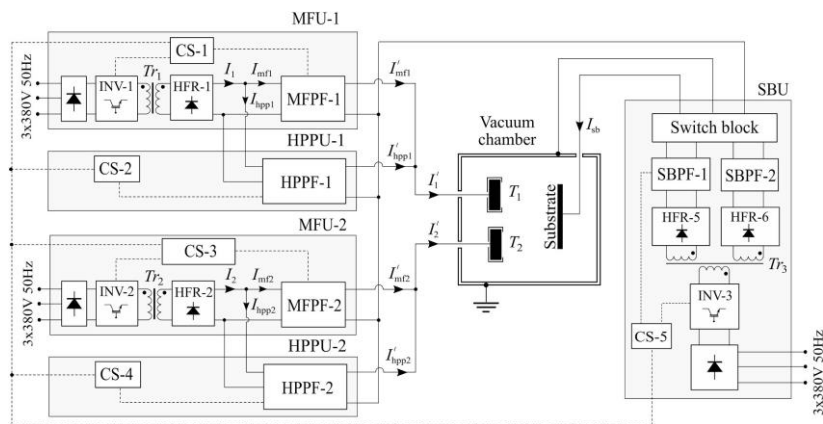 MFU-1
CS-1
3x380V 50Hz
INV-1
Tr1
HFR-1
I1
Imf1
Ihpp1
MFPF-1
I′mf1
HPPU-1
CS-2
HPPF-1
I′hpp1
MFU-2
CS-3
3x380V 50Hz
INV-2
Tr2
HFR-2
I2
Imf2
Ihpp2
MFPF-2
I′mf2
HPPU-2
CS-4
HPPF-2
I′hpp2
Vacuum
chamber
Isb
I′1
I′2
T1
T2
Substrate
SBU
Switch block
SBPF-1
SBPF-2
HFR-5
HFR-6
Tr3
INV-3
CS-5
3x380V 50Hz